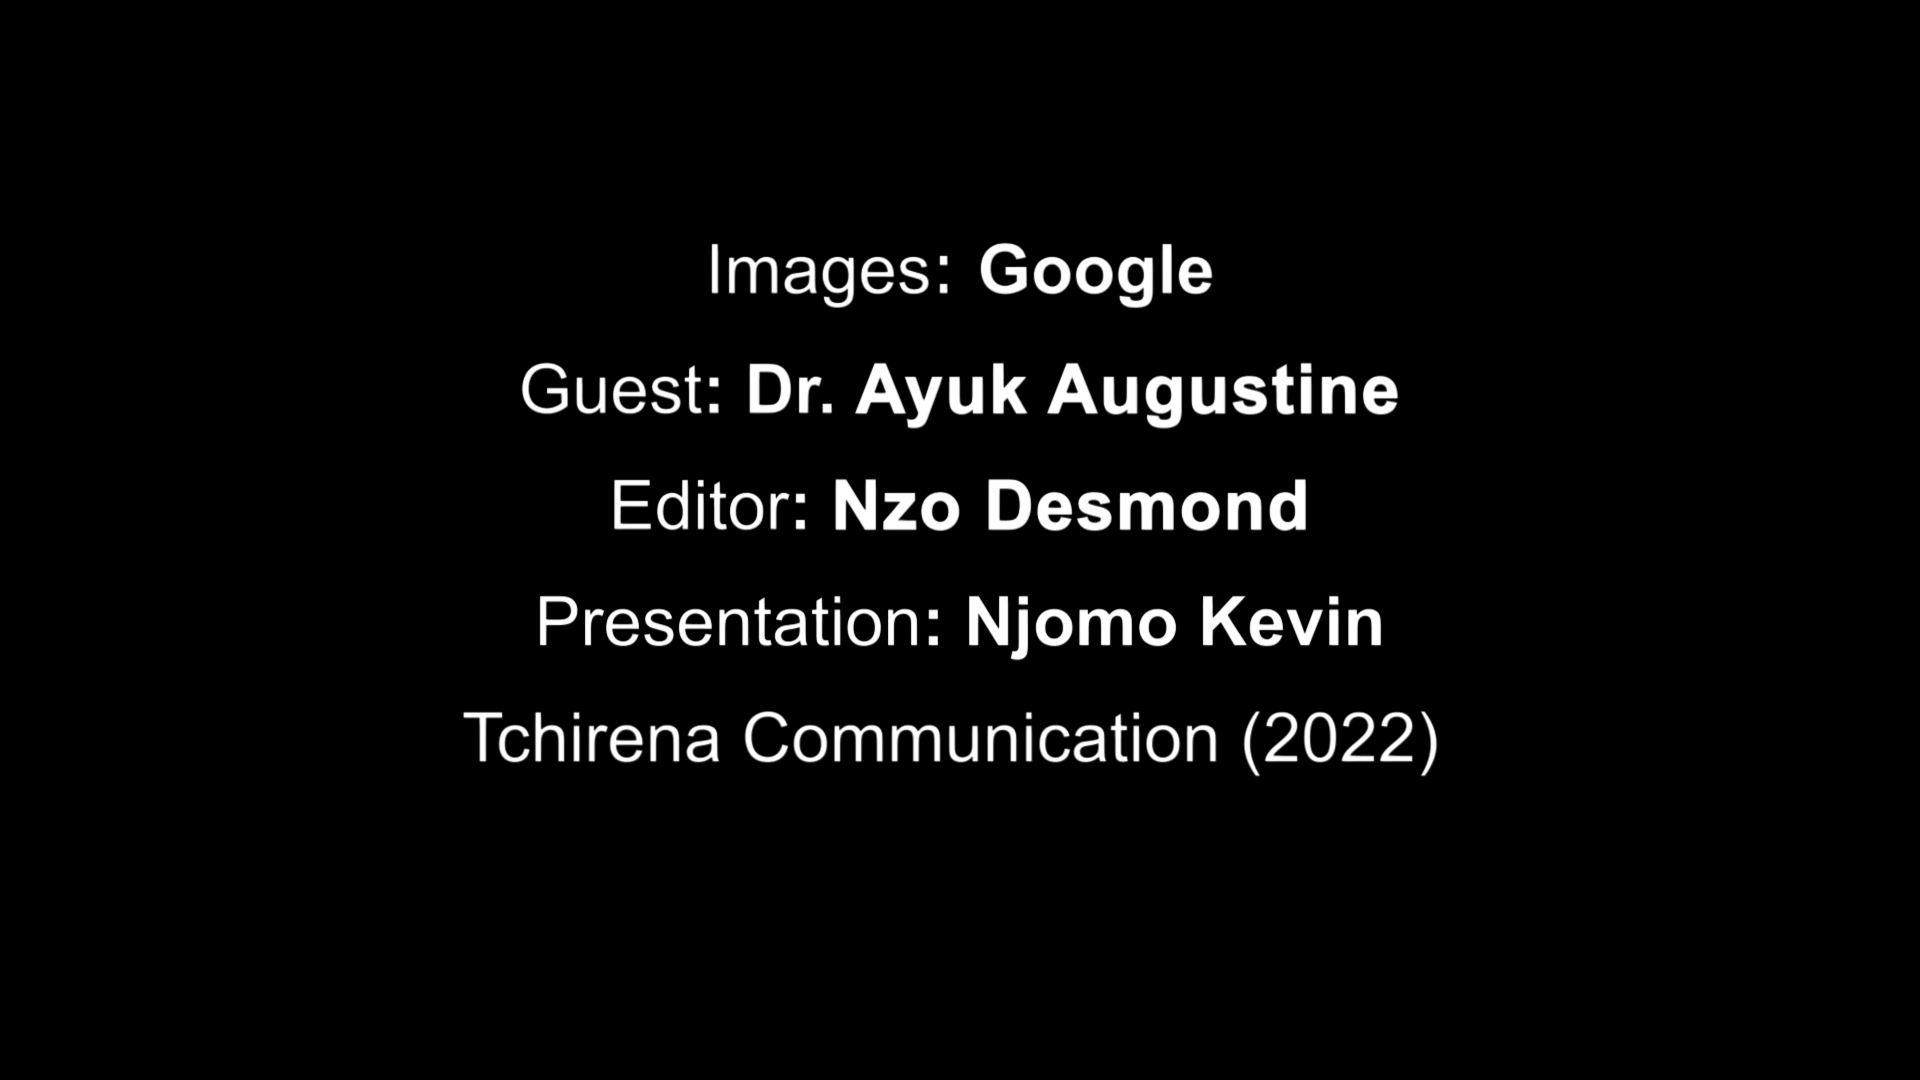 Images: Google
Guest: Dr. Ayuk Augustine
Editor: Nzo Desmond
Presentation: Njomo Kevin
Tchirena Communication (2022)